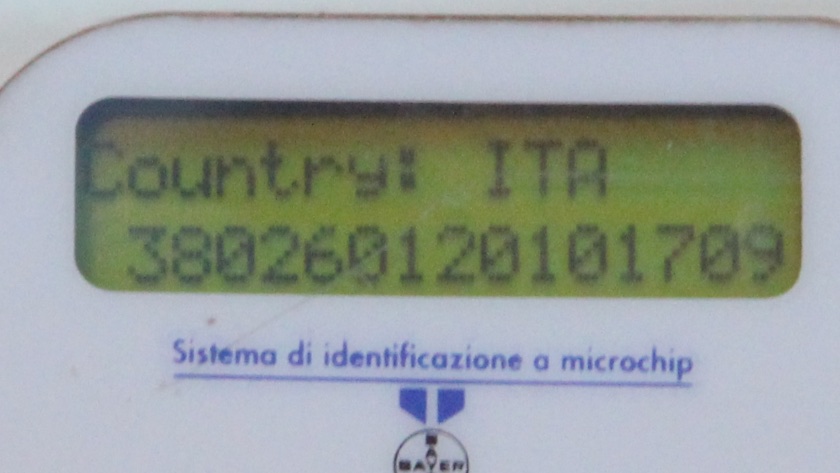 Country: ITA
380260120101709
Sistema di identificazione a microchip
BAYER